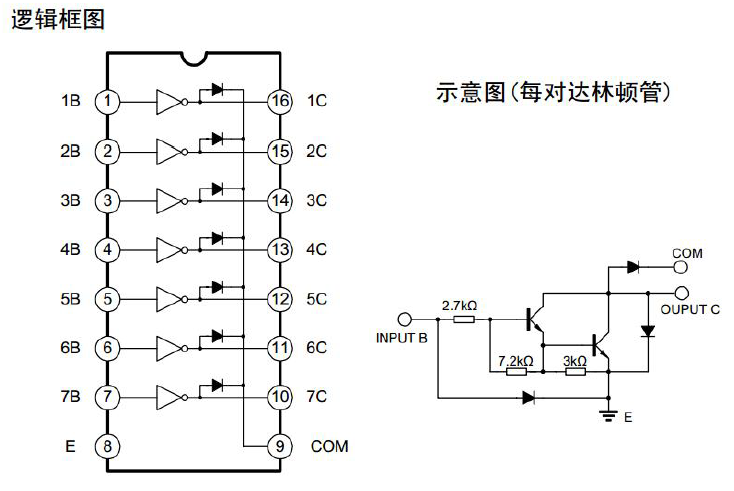 逻辑框图
示意图(每对达林顿管)
1B 1 16 1C
2B 2 15 2C
3B 3 14 3C
4B 4 13 4C
5B 5 12 5C
6B 6 11 6C
7B 7 10 7C
E 8 9 COM
COM
2.7kΩ
OUPUT C
INPUT B
7.2kΩ 3kΩ
E